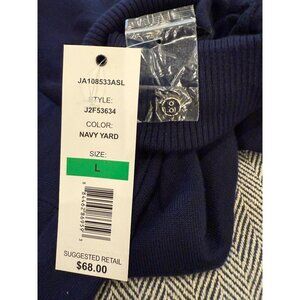 JA108533ASL
STYLE:
J2F53634
COLOR:
NAVY YARD
SIZE:
L
SUGGESTED RETAIL
$68.00